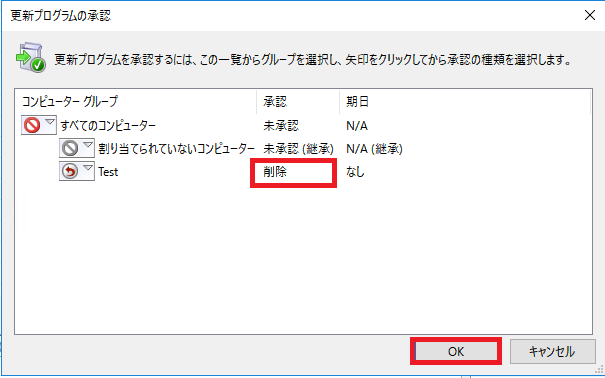 更新プログラムの承認
更新プログラムを承認するには、この一覧からグループを選択し、矢印をクリックしてから承認の種類を選択します。
コンピューター グループ 承認 期日
すべてのコンピューター 未承認 N/A
割り当てられていないコンピューター 未承認 (継承) N/A (継承)
Test 削除 なし
OK キャンセル